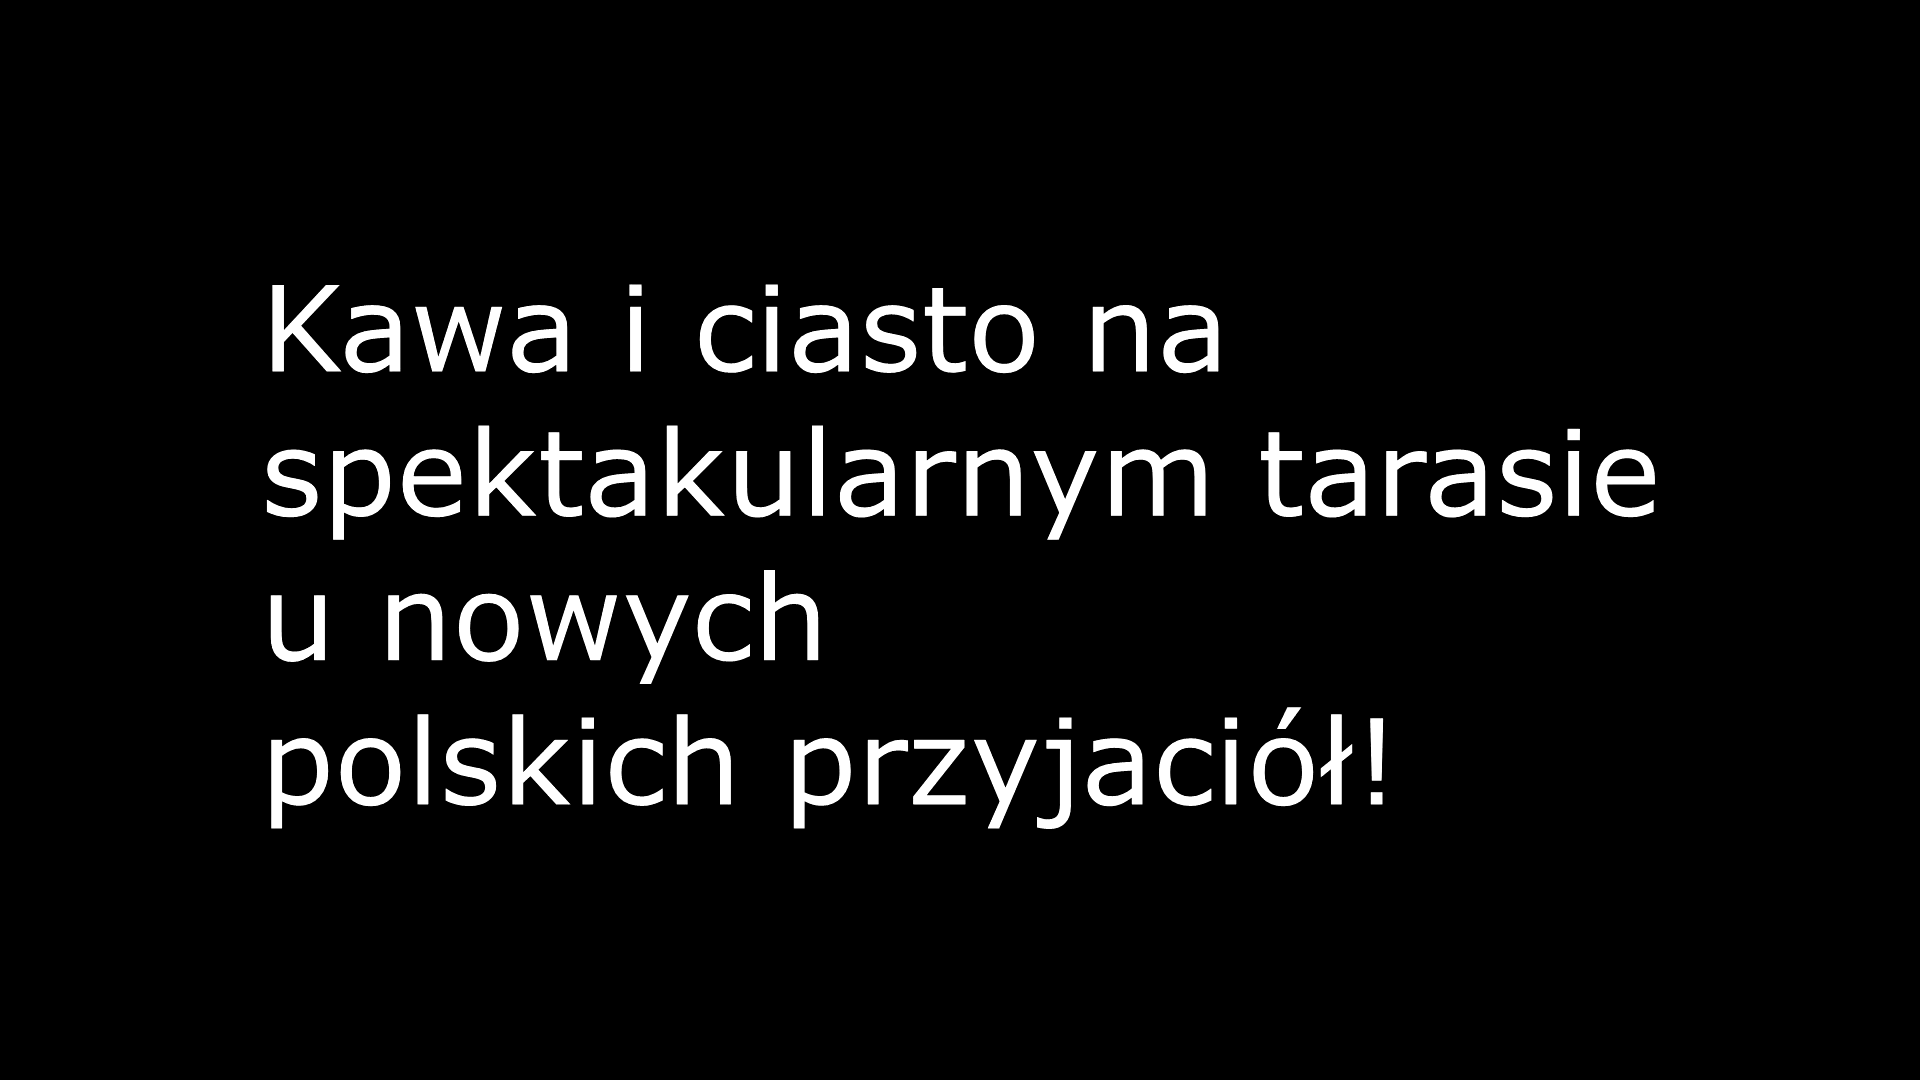 Kawa i ciasto na
spektakularnym tarasie
u nowych
polskich przyjaciół!